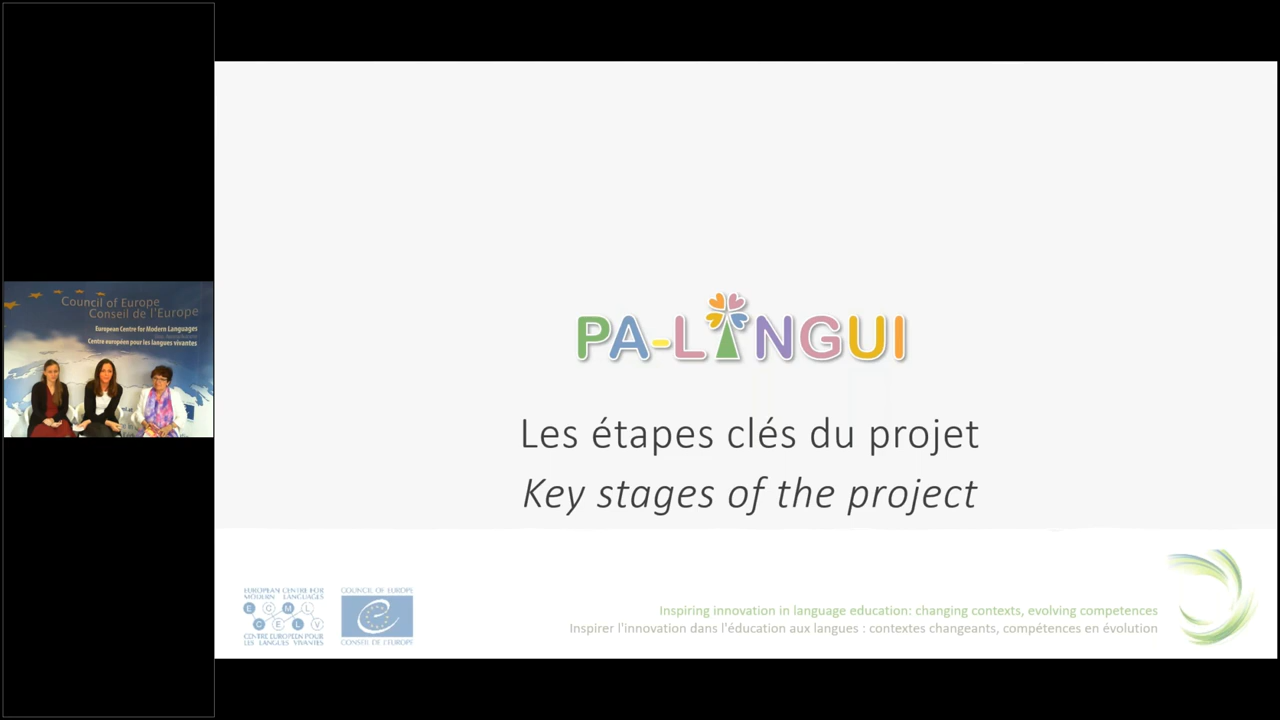 Council of Europe
Conseil de l'Europe
European Centre for Modern Languages
Centre européen pour les langues vivantes
PA-LINGUI
Les étapes clés du projet
Key stages of the project
EUROPEAN CENTRE FOR
MODERN LANGUAGES
E C M L
C E L V
CENTRE EUROPEEN POUR
LES LANGUES VIVANTES
COUNCIL OF EUROPE
CONSEIL DE L'EUROPE
Inspiring innovation in language education: changing contexts, evolving competences
Inspirer l'innovation dans l'éducation aux langues : contextes changeants, compétences en évolution